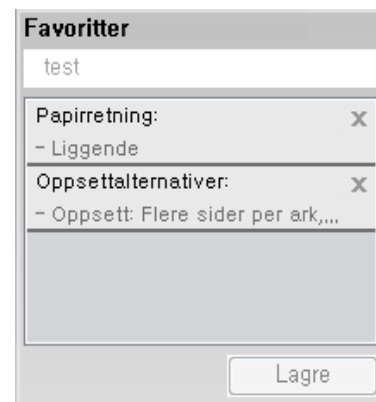 Favoritter
test
Papirretning: x
- Liggende
Oppsettalternativer: x
- Oppsett: Flere sider per ark,...
Lagre